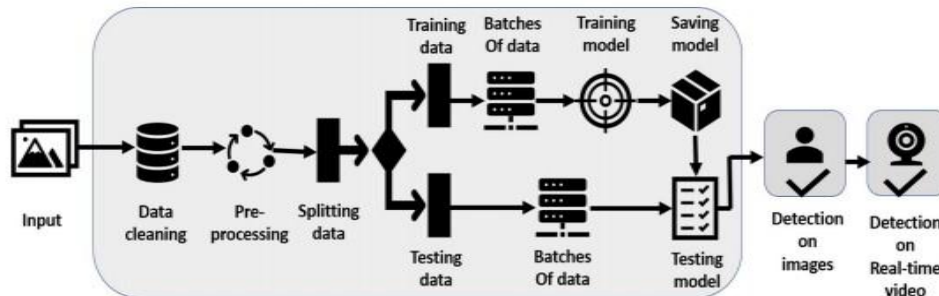 Training
data
Batches
Of data
Training
model
Saving
model
Input
Data
cleaning
Pre-
processing
Splitting
data
Testing
data
Batches
Of data
Testing
model
Detection
on
images
Detection
on
Real-time
video